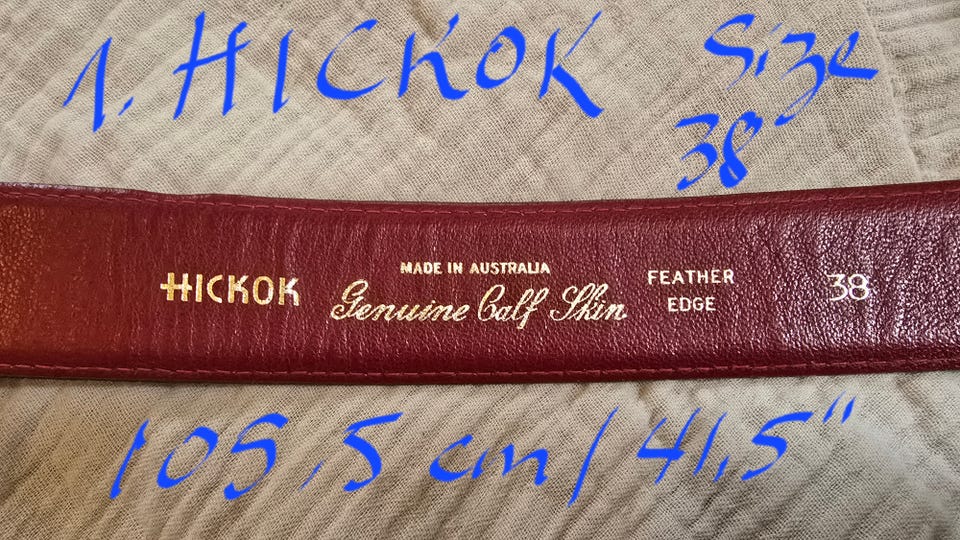 1. HICKOK Size
38
HICKOK
MADE IN AUSTRALIA
Genuine Calf Skin
FEATHER
EDGE
38
105,5 cm/41,5"